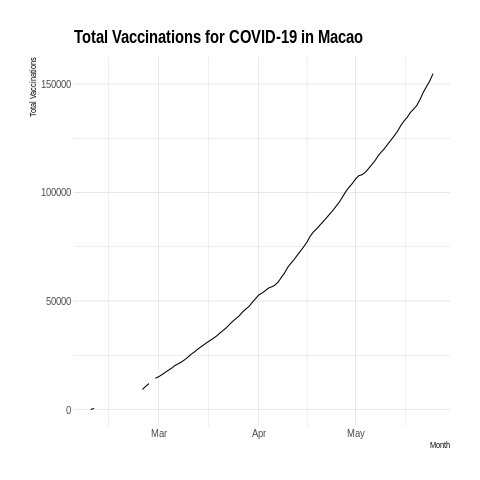 Total Vaccinations for COVID-19 in Macao
Total Vaccinations
150000
100000
50000
0
Mar Apr May
Month